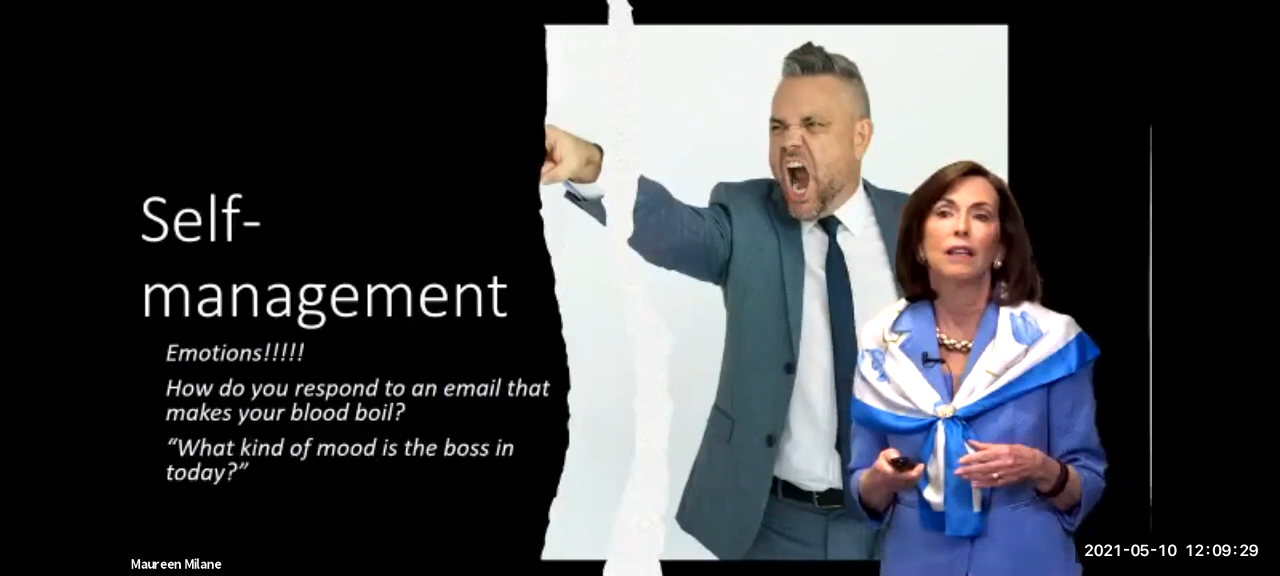 Self-
management
Emotions!!!!!
How do you respond to an email that
makes your blood boil?
“What kind of mood is the boss in
today?”
Maureen Milane
2021-05-10 12:09:29